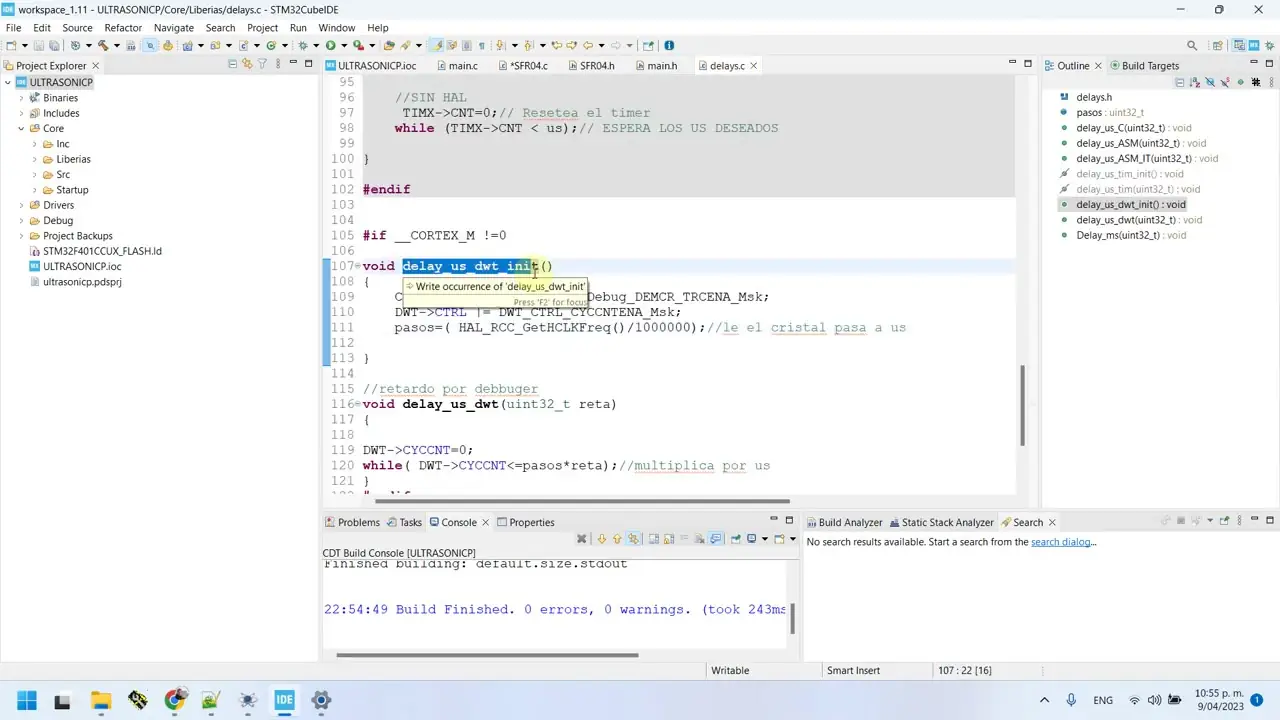 workspace_1.11 - ULTRASONICP/Core/Liberias/delays.c - STM32CubeIDE
File Edit Source Refactor Navigate Search Project Run Window Help
Project Explorer
ULTRASONICP
Binaries
Includes
Core
Inc
Liberias
Src
Startup
Drivers
Debug
Project Backups
STM32F401CCUX_FLASH.ld
ULTRASONICP.ioc
ultrasonicp.pdsprj
ULTRASONICP.ioc main.c *SFR04.c SFR04.h main.h delays.c
95
96 //SIN HAL
97 TIMX->CNT=0;// Resetea el timer
98 while (TIMX->CNT < us);// ESPERA LOS US DESEADOS
99
100 }
101
102 #endif
103
104
105 #if __CORTEX_M !=0
106
107 void delay_us_dwt_init()
108 {
Write occurrence of 'delay_us_dwt_init'
Press 'F2' for focus
109 C Debug_DEMCR_TRCENA_Msk;
110 DWT->CTRL |= DWT_CTRL_CYCCNTENA_Msk;
111 pasos=( HAL_RCC_GetHCLKFreq()/1000000);//le el cristal pasa a us
112
113 }
114
115 //retardo por debbuger
116 void delay_us_dwt(uint32_t reta)
117 {
118
119 DWT->CYCCNT=0;
120 while( DWT->CYCCNT<=pasos*reta);//multiplica por us
121 }
Outline Build Targets
delays.h
pasos : uint32_t
delay_us_C(uint32_t) : void
delay_us_ASM(uint32_t) : void
delay_us_ASM_IT(uint32_t) : void
delay_us_tim_init() : void
delay_us_tim(uint32_t) : void
delay_us_dwt_init() : void
delay_us_dwt(uint32_t) : void
Delay_ms(uint32_t) : void
Problems Tasks Console Properties
CDT Build Console [ULTRASONICP]
Finished building: default.size.stdout
22:54:49 Build Finished. 0 errors, 0 warnings. (took 243ms
Build Analyzer Static Stack Analyzer Search
No search results available. Start a search from the search dialog...
Writable Smart Insert 107 : 22 [16]
IDE
ENG
10:55 p. m.
9/04/2023
1